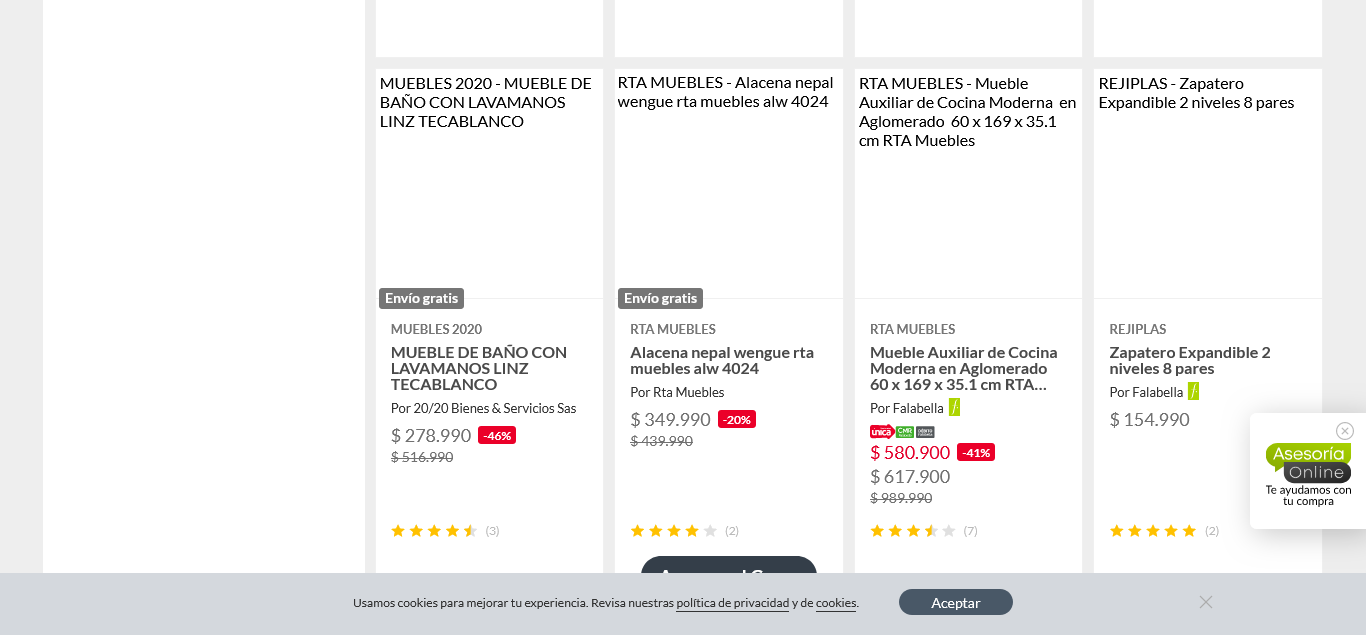 MUEBLES 2020 - MUEBLE DE
BAÑO CON LAVAMANOS
LINZ TECABLANCO
Envío gratis
MUEBLES 2020
MUEBLE DE BAÑO CON
LAVAMANOS LINZ
TECABLANCO
Por 20/20 Bienes & Servicios Sas
$ 278.990 -46%
$ 516.990
(3)
RTA MUEBLES - Alacena nepal
wengue rta muebles alw 4024
Envío gratis
RTA MUEBLES
Alacena nepal wengue rta
muebles alw 4024
Por Rta Muebles
$ 349.990 -20%
$ 439.990
(2)
RTA MUEBLES - Mueble
Auxiliar de Cocina Moderna en
Aglomerado 60 x 169 x 35.1
cm RTA Muebles
RTA MUEBLES
Mueble Auxiliar de Cocina
Moderna en Aglomerado
60 x 169 x 35.1 cm RTA...
Por Falabella
única CMR
$ 580.900 -41%
$ 617.900
$ 989.990
(7)
REJIPLAS - Zapatero
Expandible 2 niveles 8 pares
REJIPLAS
Zapatero Expandible 2
niveles 8 pares
Por Falabella
$ 154.990
(2)
Asesoría
Online
Te ayudamos con
tu compra
Usamos cookies para mejorar tu experiencia. Revisa nuestras política de privacidad y de cookies.
Aceptar